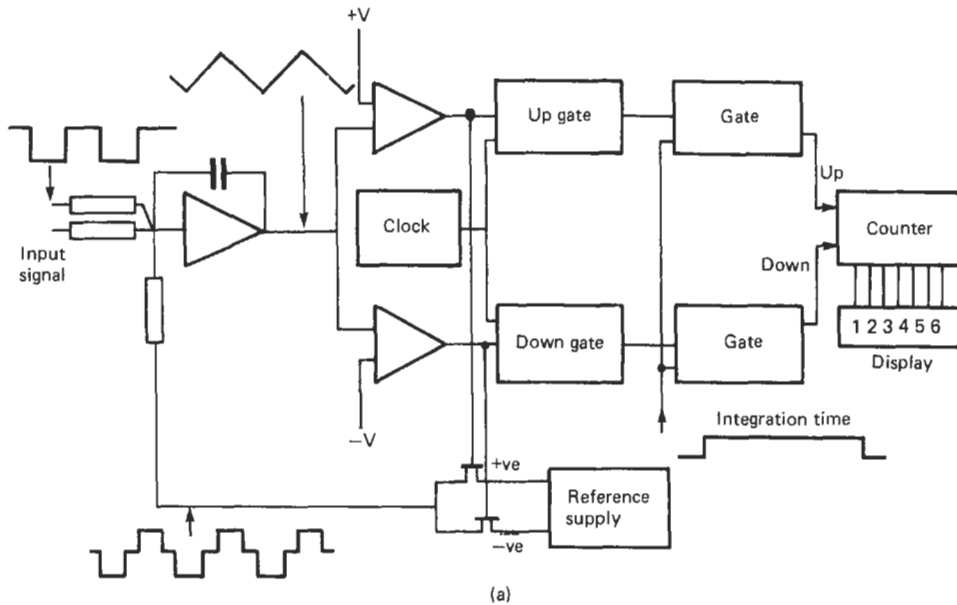 +V
Up gate
Gate
Up
Input
signal
Clock
Counter
Down
Down gate
Gate
1 2 3 4 5 6
Display
−V
Integration time
+ve
Reference
supply
−ve
(a)